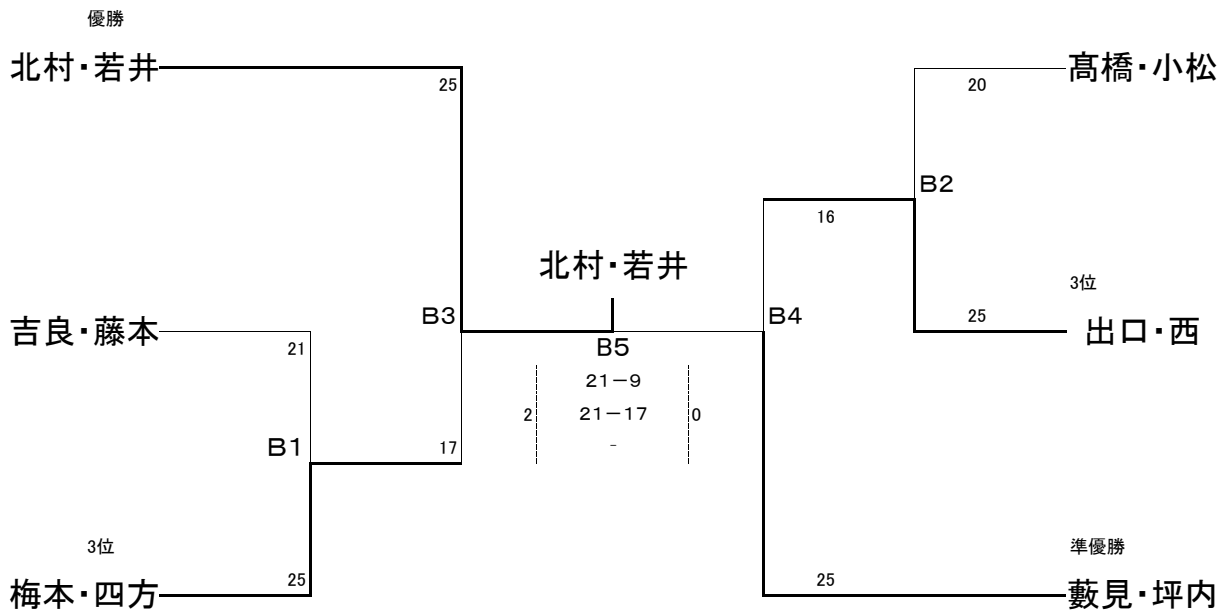 優勝
北村・若井
25
髙橋・小松
20
B2
16
北村・若井
3位
出口・西
25
吉良・藤本
21
B3
B4
B5
21－9
2
21－17
0
-
B1
17
3位
梅本・四方
25
準優勝
藪見・坪内
25